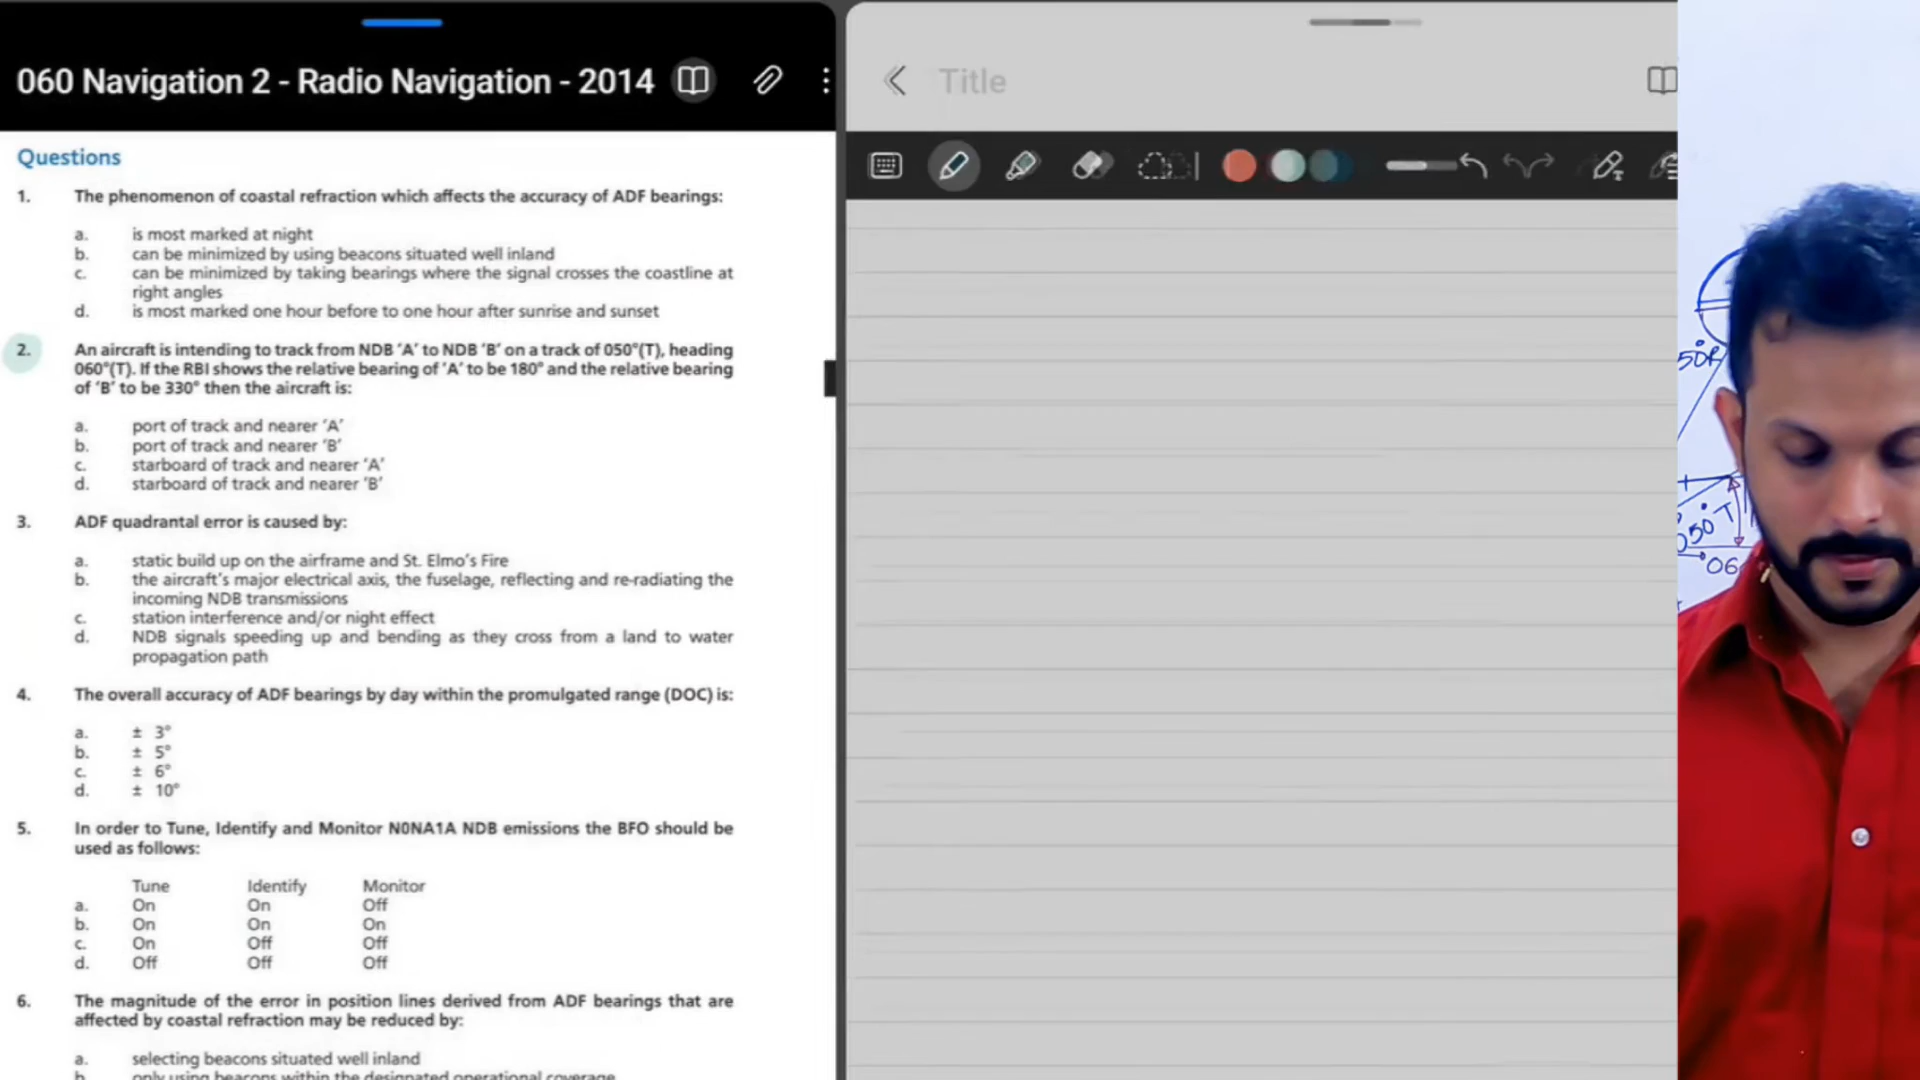 060 Navigation 2 - Radio Navigation - 2014
Title
Questions
1. The phenomenon of coastal refraction which affects the accuracy of ADF bearings:
a. is most marked at night
b. can be minimized by using beacons situated well inland
c. can be minimized by taking bearings where the signal crosses the coastline at
right angles
d. is most marked one hour before to one hour after sunrise and sunset
2. An aircraft is intending to track from NDB ‘A’ to NDB ‘B’ on a track of 050°(T), heading
060°(T). If the RBI shows the relative bearing of ‘A’ to be 180° and the relative bearing
of ‘B’ to be 330° then the aircraft is:
a. port of track and nearer ‘A’
b. port of track and nearer ‘B’
c. starboard of track and nearer ‘A’
d. starboard of track and nearer ‘B’
3. ADF quadrantal error is caused by:
a. static build up on the airframe and St. Elmo’s Fire
b. the aircraft’s major electrical axis, the fuselage, reflecting and re-radiating the
incoming NDB transmissions
c. station interference and/or night effect
d. NDB signals speeding up and bending as they cross from a land to water
propagation path
4. The overall accuracy of ADF bearings by day within the promulgated range (DOC) is:
a. ± 3°
b. ± 5°
c. ± 6°
d. ± 10°
5. In order to Tune, Identify and Monitor N0NA1A NDB emissions the BFO should be
used as follows:
Tune Identify Monitor
a. On On Off
b. On On On
c. On Off Off
d. Off Off Off
6. The magnitude of the error in position lines derived from ADF bearings that are
affected by coastal refraction may be reduced by:
a. selecting beacons situated well inland
b. only using beacons within the designated operational coverage
50R
050°T
06